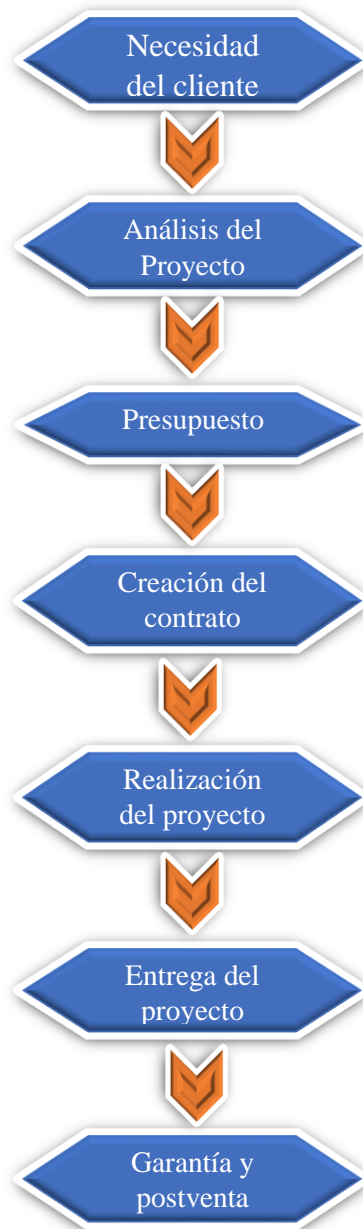 Necesidad
del cliente
Análisis del
Proyecto
Presupuesto
Creación del
contrato
Realización
del proyecto
Entrega del
proyecto
Garantía y
postventa